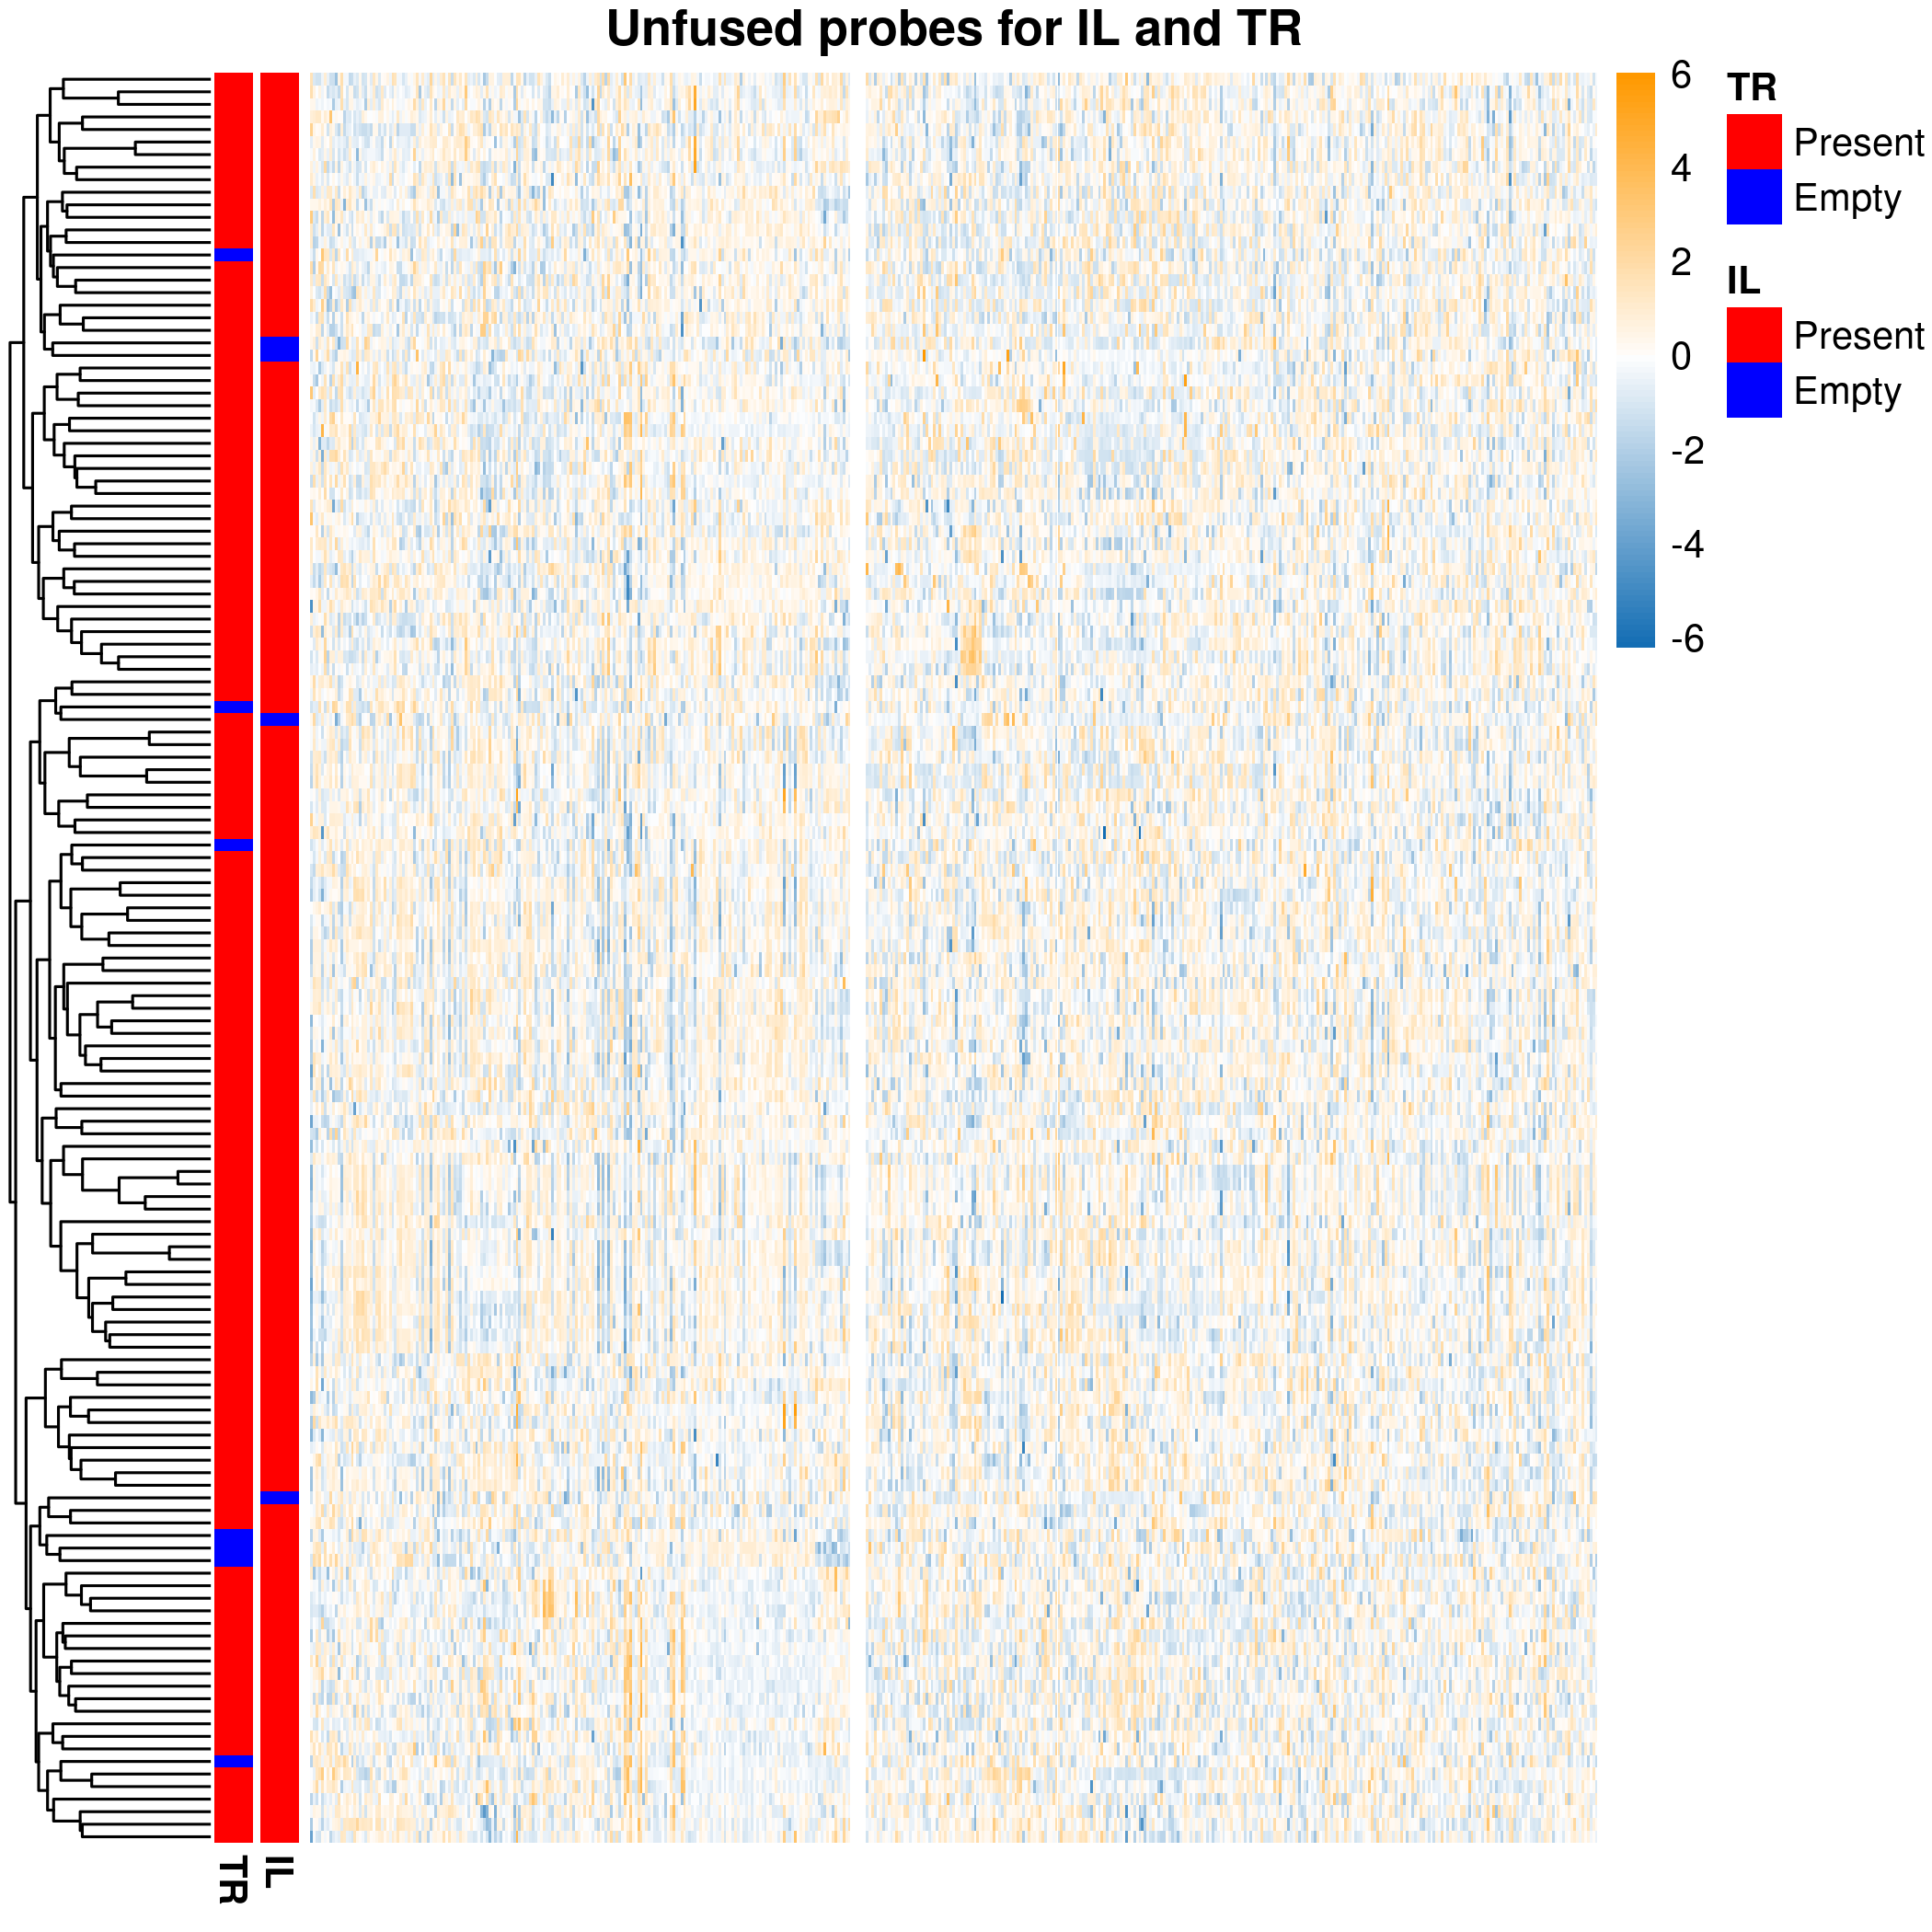 Unfused probes for IL and TR
6
4
2
0
-2
-4
-6
TR
Present
Empty
IL
Present
Empty
TR
IL